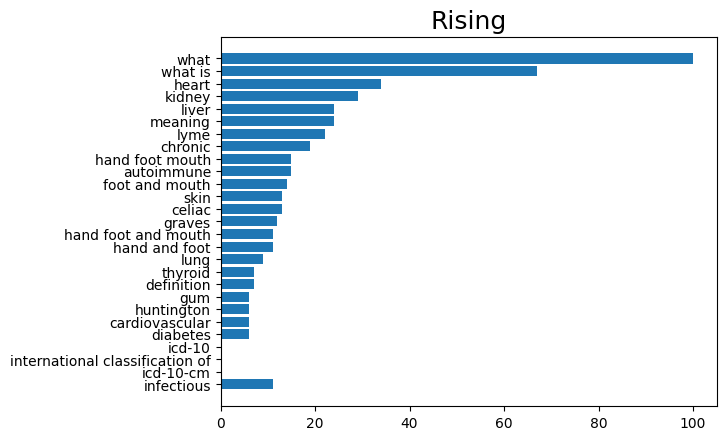 Rising
what
what is
heart
kidney
liver
meaning
lyme
chronic
hand foot mouth
autoimmune
foot and mouth
skin
celiac
graves
hand foot and mouth
hand and foot
lung
thyroid
definition
gum
huntington
cardiovascular
diabetes
icd-10
international classification of
icd-10-cm
infectious
0 20 40 60 80 100